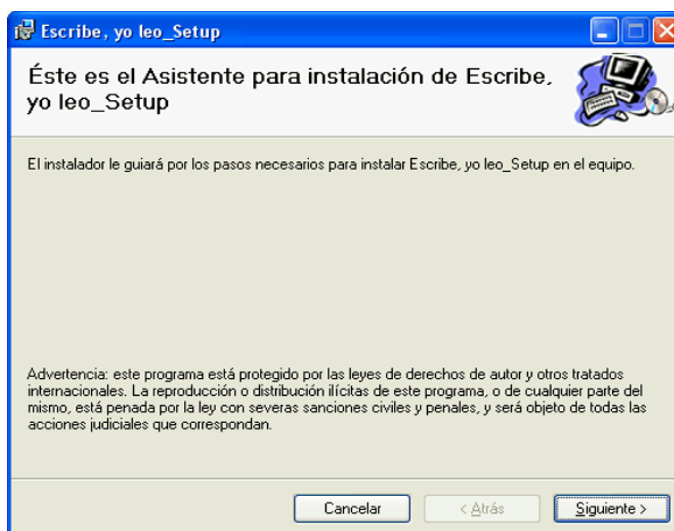 Escribe, yo leo_Setup
Éste es el Asistente para instalación de Escribe,
yo leo_Setup
El instalador le guiará por los pasos necesarios para instalar Escribe, yo leo_Setup en el equipo.
Advertencia: este programa está protegido por las leyes de derechos de autor y otros tratados
internacionales. La reproducción o distribución ilícitas de este programa, o de cualquier parte del
mismo, está penada por la ley con severas sanciones civiles y penales, y será objeto de todas las
acciones judiciales que correspondan.
Cancelar < Atrás Siguiente >